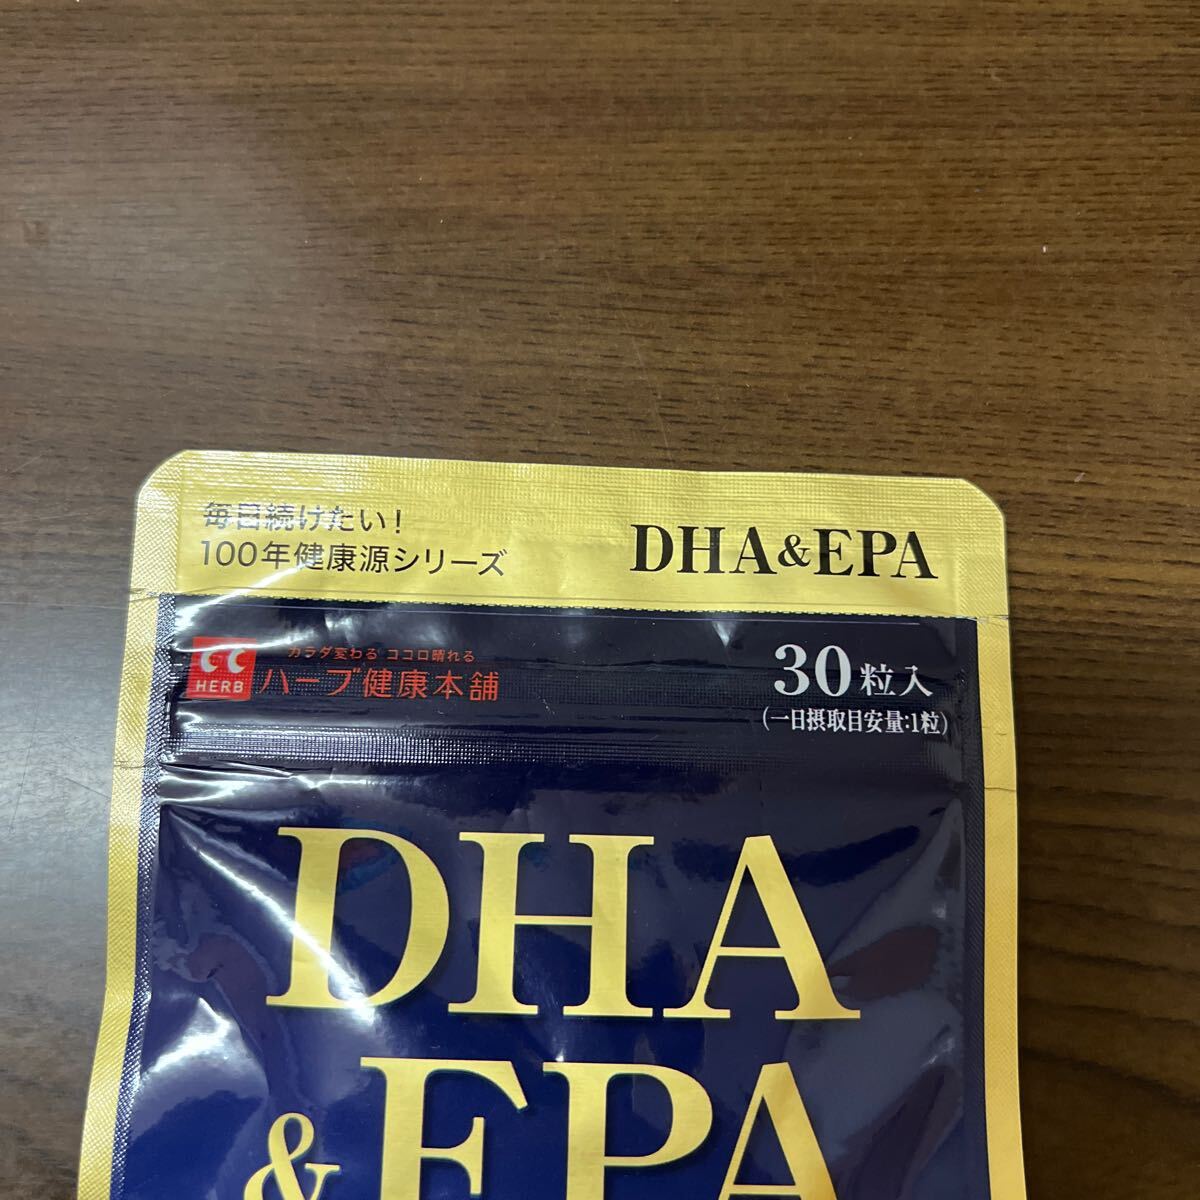 毎日続けたい!
100年健康源シリーズ
DHA&EPA
CC
HERB
カラダ変わる ココロ晴れる
ハーブ健康本舗
30粒入
(一日摂取目安量:1粒)
DHA
&EPA